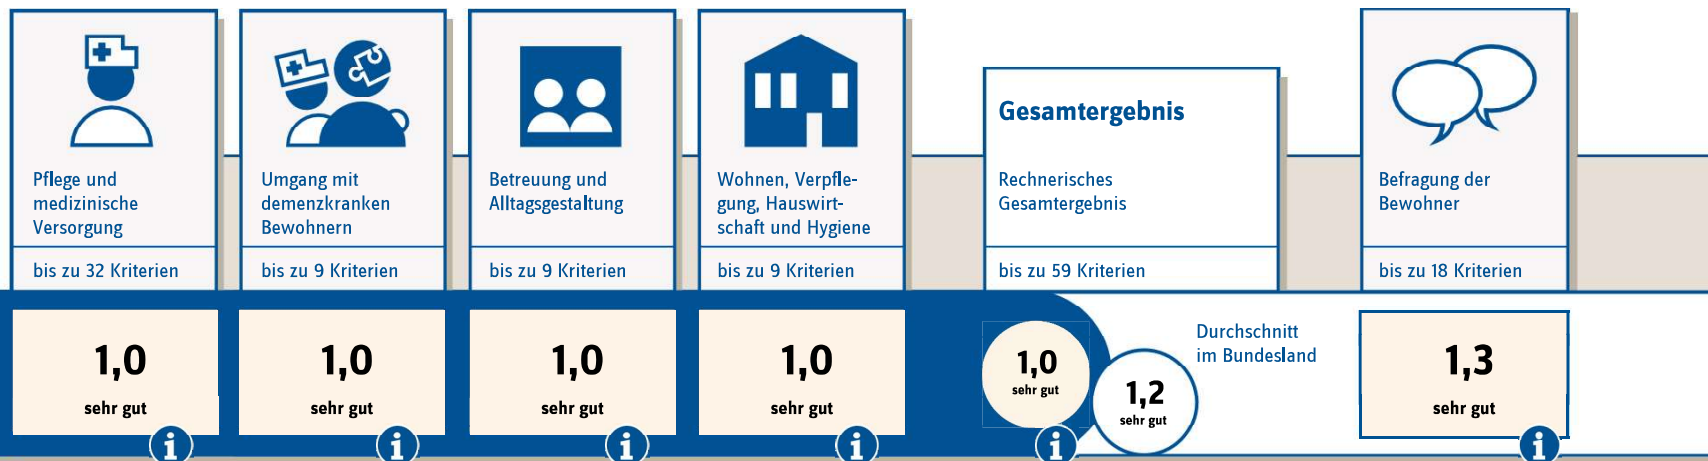 Pflege und
medizinische
Versorgung
bis zu 32 Kriterien
1,0
sehr gut
i
Umgang mit
demenzkranken
Bewohnern
bis zu 9 Kriterien
1,0
sehr gut
i
Betreuung und
Alltagsgestaltung
bis zu 9 Kriterien
1,0
sehr gut
i
Wohnen, Verpfle-
gung, Hauswirt-
schaft und Hygiene
bis zu 9 Kriterien
1,0
sehr gut
i
Gesamtergebnis
Rechnerisches
Gesamtergebnis
bis zu 59 Kriterien
1,0
sehr gut
i
Durchschnitt
im Bundesland
1,2
sehr gut
Befragung der
Bewohner
bis zu 18 Kriterien
1,3
sehr gut
i